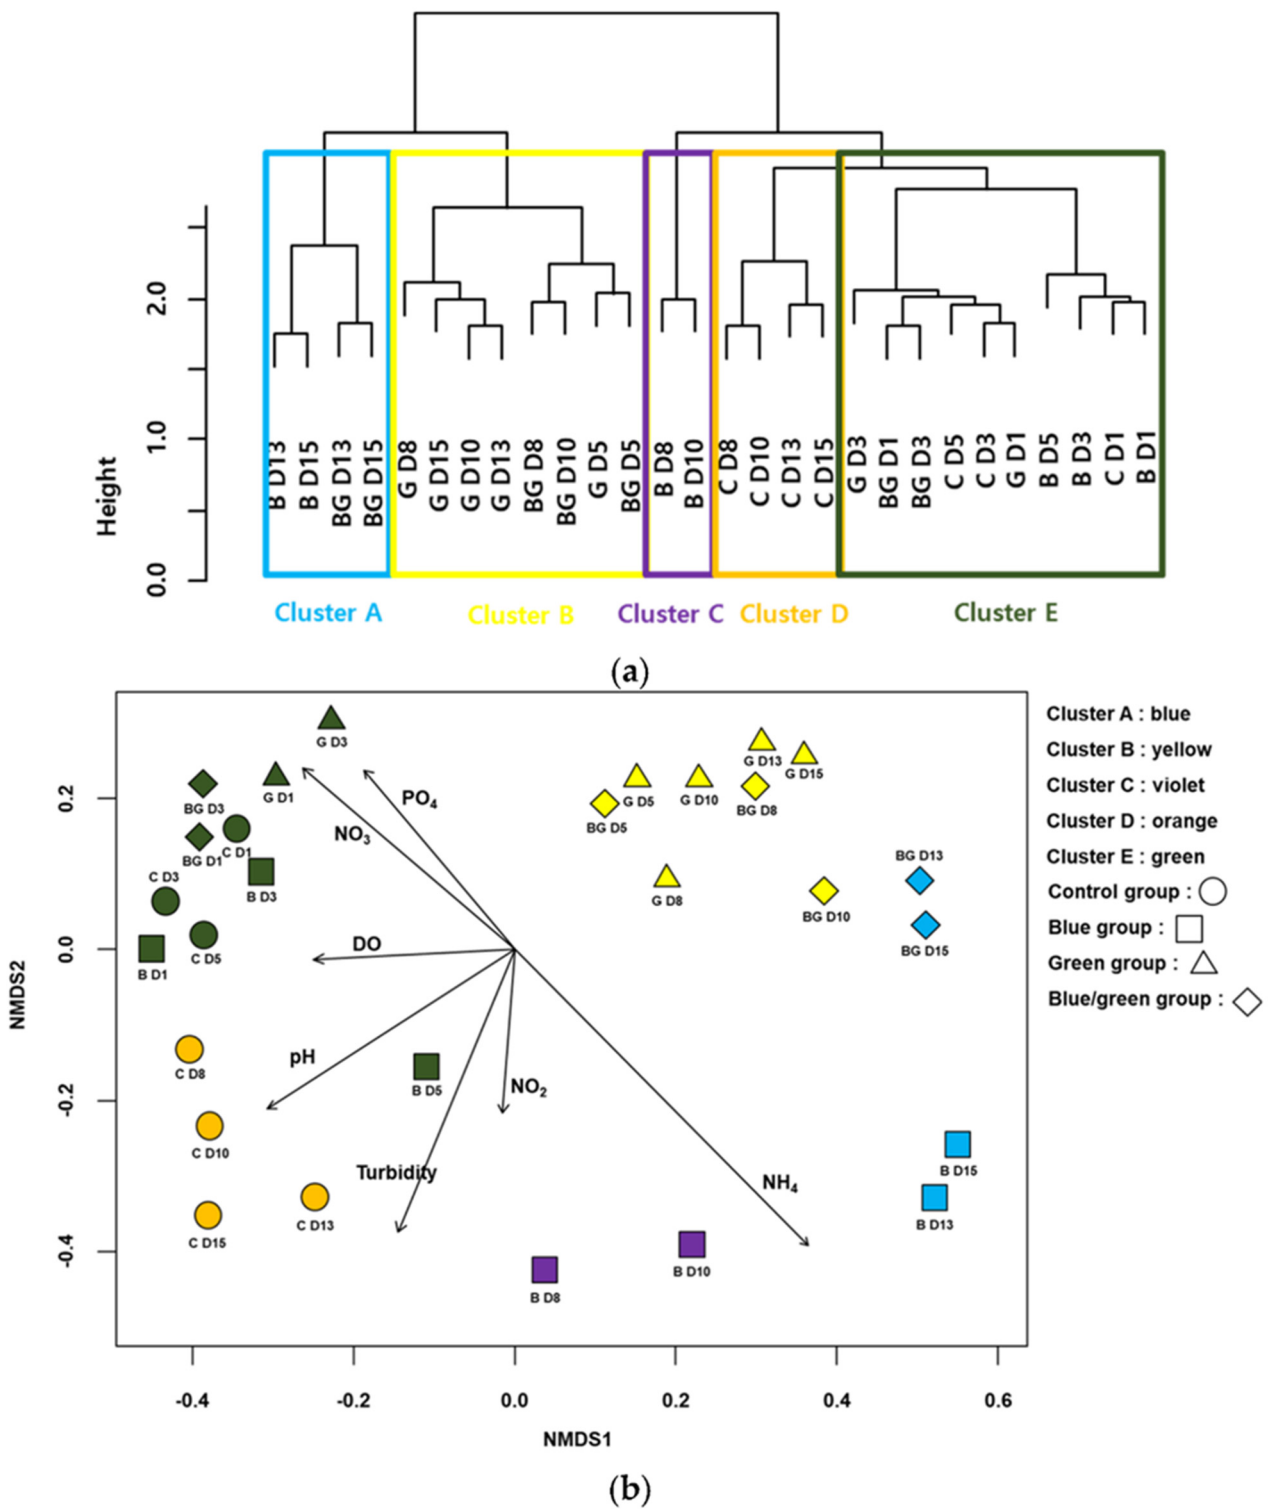 Height
0.0
1.0
2.0
B D13
B D15
BG D13
BG D15
G D8
G D15
G D10
G D13
BG D8
BG D10
G D5
BG D5
B D8
B D10
C D8
C D10
C D13
C D15
G D3
BG D1
BG D3
C D5
C D3
G D1
B D5
B D3
C D1
B D1
Cluster A
Cluster B
Cluster C
Cluster D
Cluster E
(a)
NMDS2
0.2
0.0
-0.2
-0.4
G D3
G D1
BG D3
BG D1
C D1
B D3
C D3
C D5
B D1
PO4
NO3
DO
pH
NO2
Turbidity
NH4
G D13
G D15
G D5
G D10
BG D8
BG D5
G D8
BG D10
BG D13
BG D15
C D8
B D5
C D10
C D13
C D15
B D15
B D13
B D10
B D8
-0.4
-0.2
0.0
0.2
0.4
0.6
NMDS1
Cluster A : blue
Cluster B : yellow
Cluster C : violet
Cluster D : orange
Cluster E : green
Control group :
Blue group :
Green group :
Blue/green group :
(b)